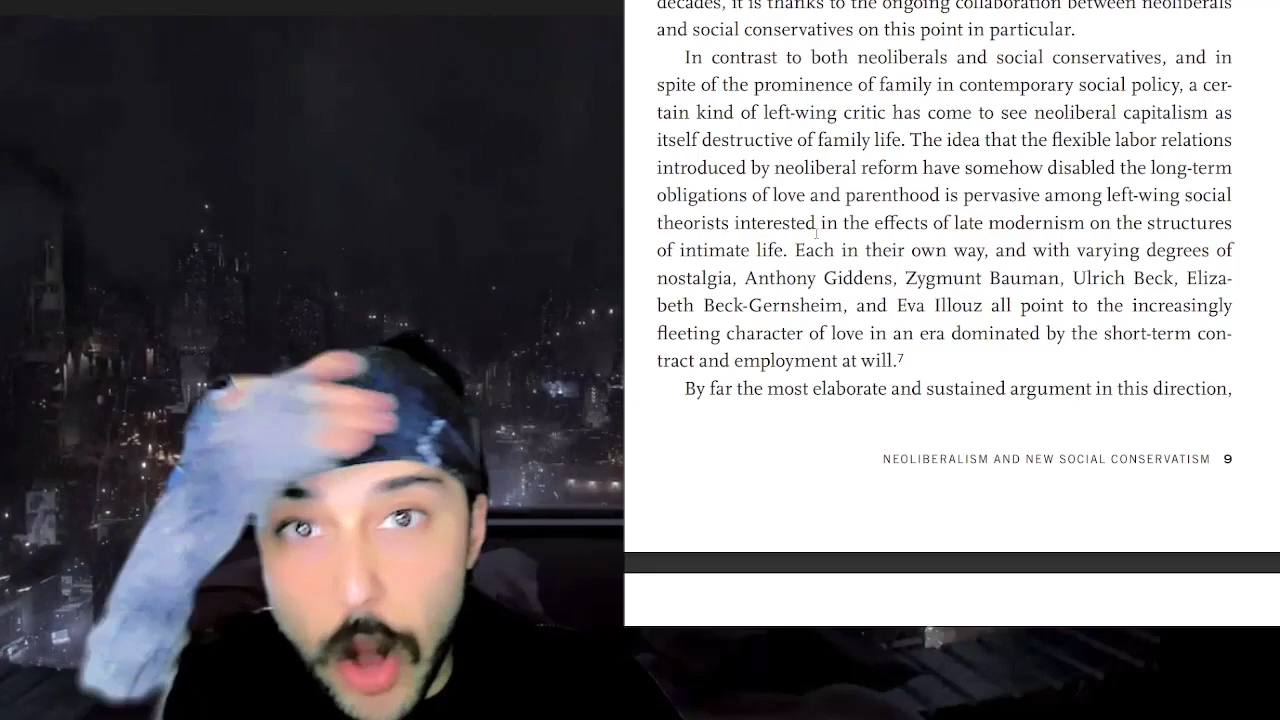 decades, it is thanks to the ongoing collaboration between neoliberals
and social conservatives on this point in particular.
In contrast to both neoliberals and social conservatives, and in
spite of the prominence of family in contemporary social policy, a cer-
tain kind of left-wing critic has come to see neoliberal capitalism as
itself destructive of family life. The idea that the flexible labor relations
introduced by neoliberal reform have somehow disabled the long-term
obligations of love and parenthood is pervasive among left-wing social
theorists interested in the effects of late modernism on the structures
of intimate life. Each in their own way, and with varying degrees of
nostalgia, Anthony Giddens, Zygmunt Bauman, Ulrich Beck, Eliza-
beth Beck-Gernsheim, and Eva Illouz all point to the increasingly
fleeting character of love in an era dominated by the short-term con-
tract and employment at will.7
By far the most elaborate and sustained argument in this direction,
NEOLIBERALISM AND NEW SOCIAL CONSERVATISM 9